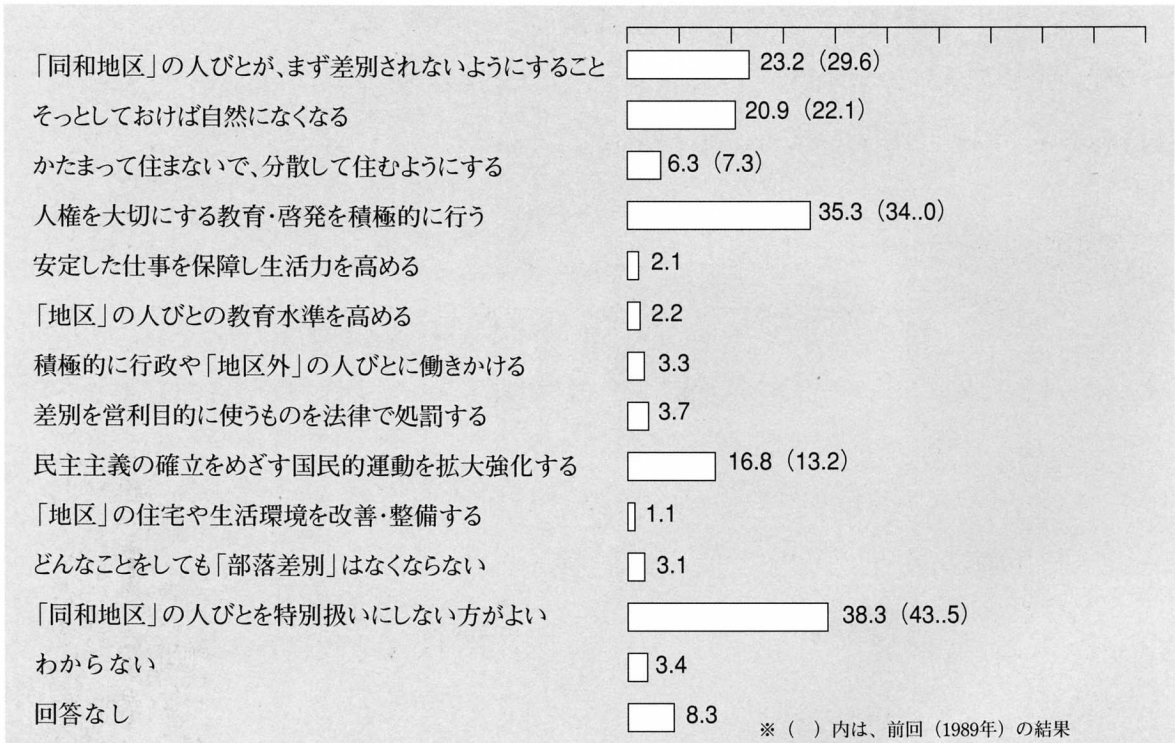 「同和地区」の人びとが、まず差別されないようにすること 23.2（29.6）
そっとしておけば自然になくなる 20.9（22.1）
かたまって住まないで、分散して住むようにする 6.3（7.3）
人権を大切にする教育・啓発を積極的に行う 35.3（34..0）
安定した仕事を保障し生活力を高める 2.1
「地区」の人びとの教育水準を高める 2.2
積極的に行政や「地区外」の人びとに働きかける 3.3
差別を営利目的に使うものを法律で処罰する 3.7
民主主義の確立をめざす国民的運動を拡大強化する 16.8（13.2）
「地区」の住宅や生活環境を改善・整備する 1.1
どんなことをしても「部落差別」はなくならない 3.1
「同和地区」の人びとを特別扱いにしない方がよい 38.3（43..5）
わからない 3.4
回答なし 8.3
※（　）内は、前回（1989年）の結果